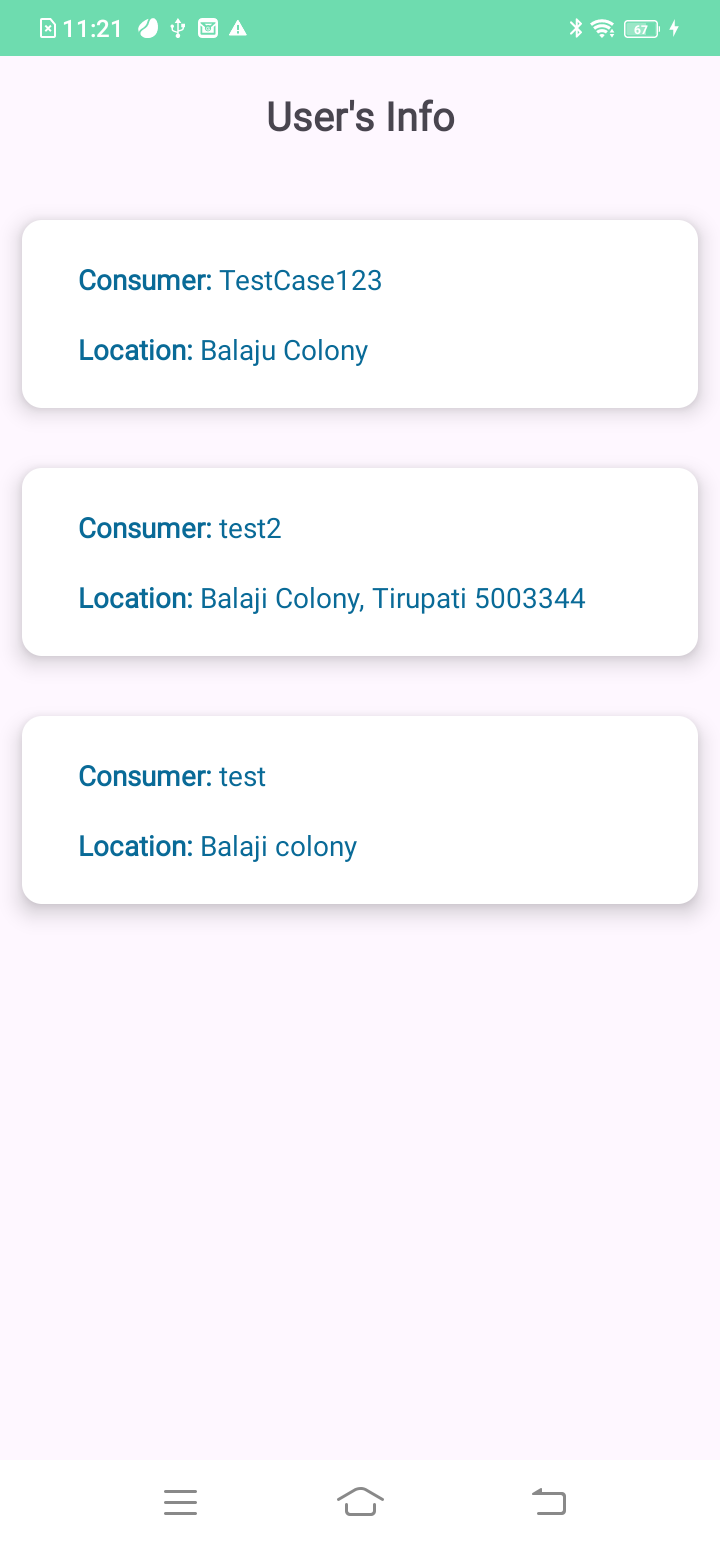 11:21
67
User's Info
Consumer: TestCase123
Location: Balaju Colony
Consumer: test2
Location: Balaji Colony, Tirupati 5003344
Consumer: test
Location: Balaji colony